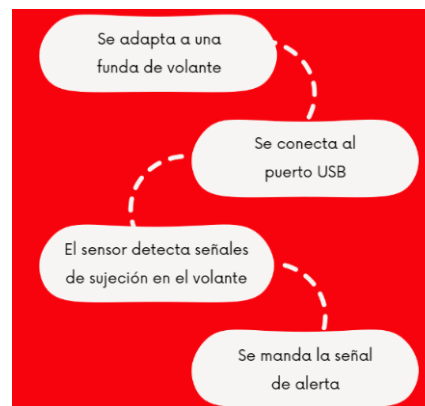 Se adapta a una
funda de volante
Se conecta al
puerto USB
El sensor detecta señales
de sujeción en el volante
Se manda la señal
de alerta